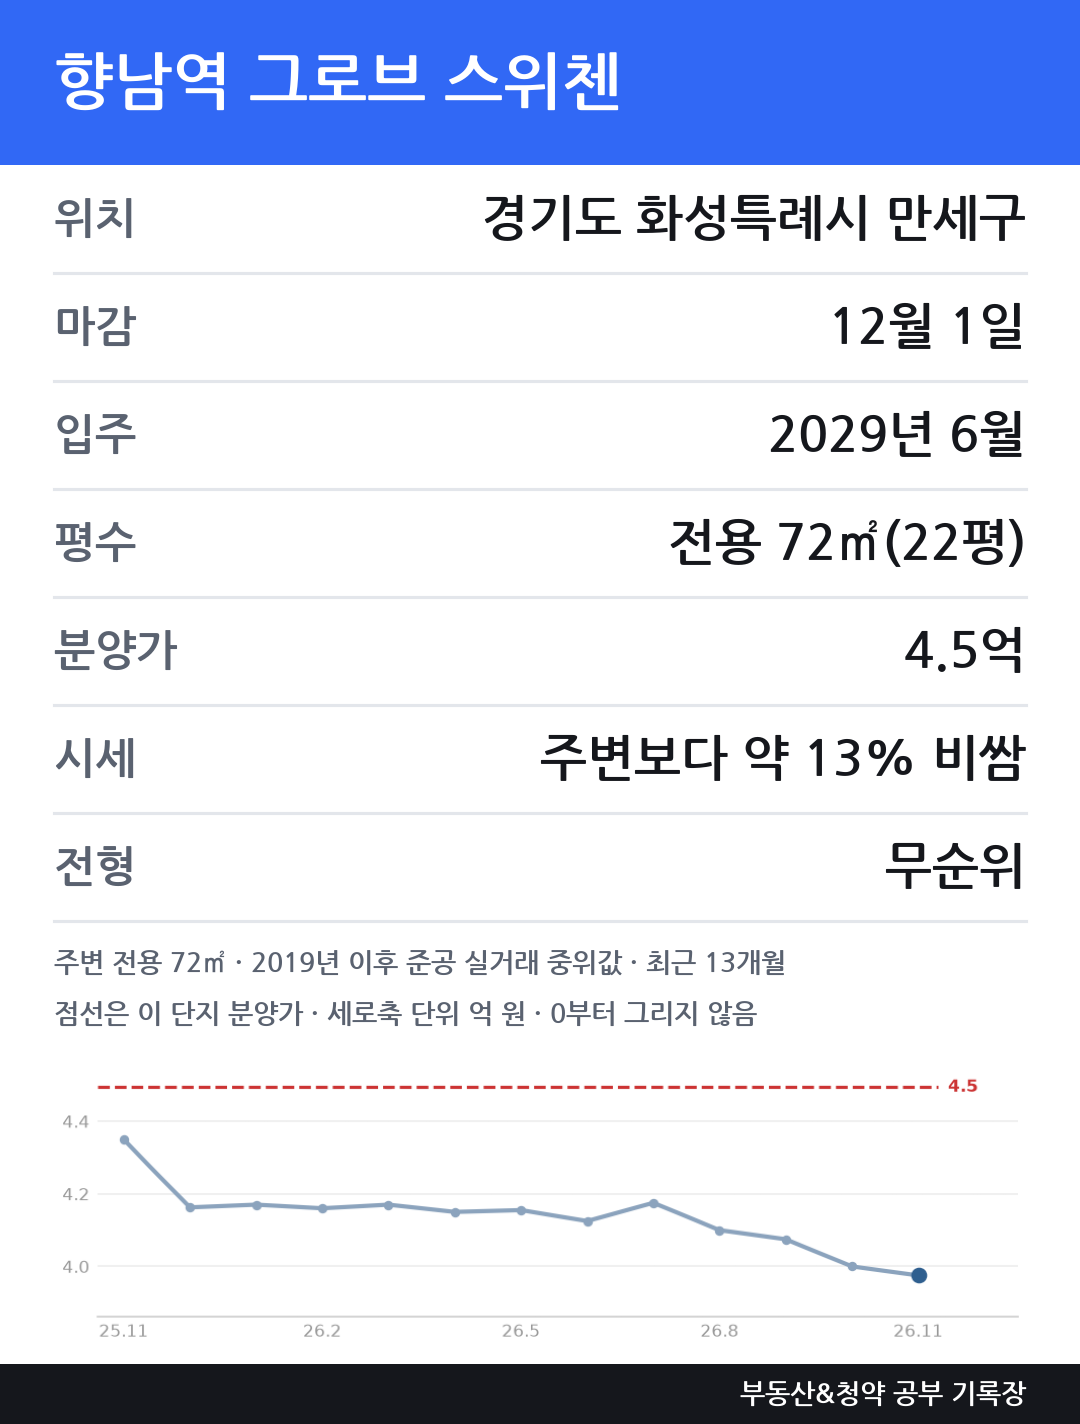 향남역 그로브 스위첸
위치 경기도 화성특례시 만세구
마감 12월 1일
입주 2029년 6월
평수 전용 72㎡(22평)
분양가 4.5억
시세 주변보다 약 13% 비쌈
전형 무순위
주변 전용 72㎡ · 2019년 이후 준공 실거래 중위값 · 최근 13개월
점선은 이 단지 분양가 · 세로축 단위 억 원 · 0부터 그리지 않음
4.5
4.4
4.2
4.0
25.11 26.2 26.5 26.8 26.11
부동산&청약 공부 기록장